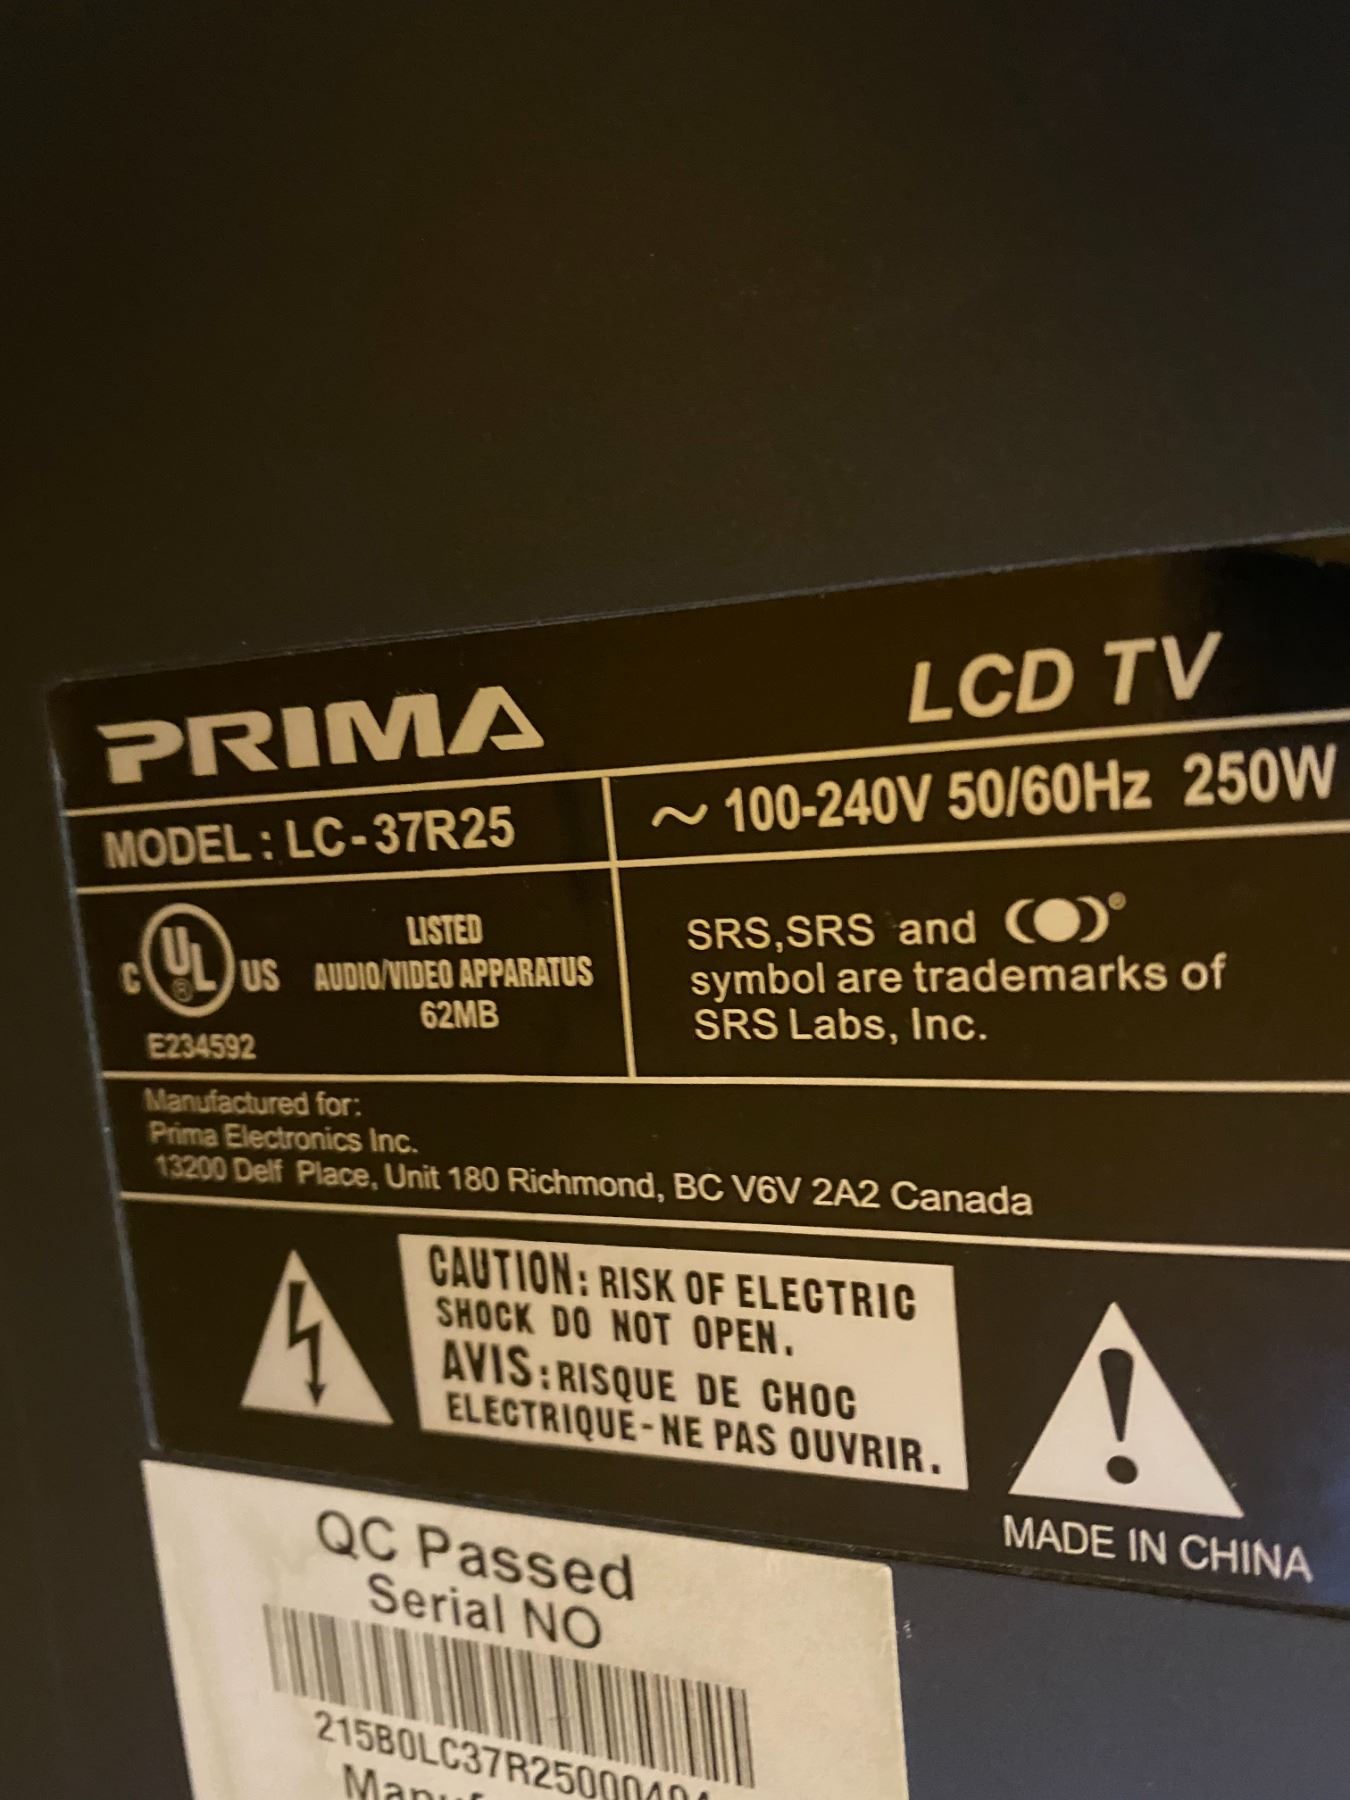 PRIMA
LCD TV
MODEL : LC-37R25
~ 100-240V 50/60Hz 250W
C UL ® US
LISTED
AUDIO/VIDEO APPARATUS
62MB
E234592
SRS,SRS and (●)®
symbol are trademarks of
SRS Labs, Inc.
Manufactured for:
Prima Electronics Inc.
13200 Delf Place, Unit 180 Richmond, BC V6V 2A2 Canada
CAUTION: RISK OF ELECTRIC
SHOCK DO NOT OPEN.
AVIS: RISQUE DE CHOC
ELECTRIQUE-NE PAS OUVRIR.
MADE IN CHINA
QC Passed
Serial NO